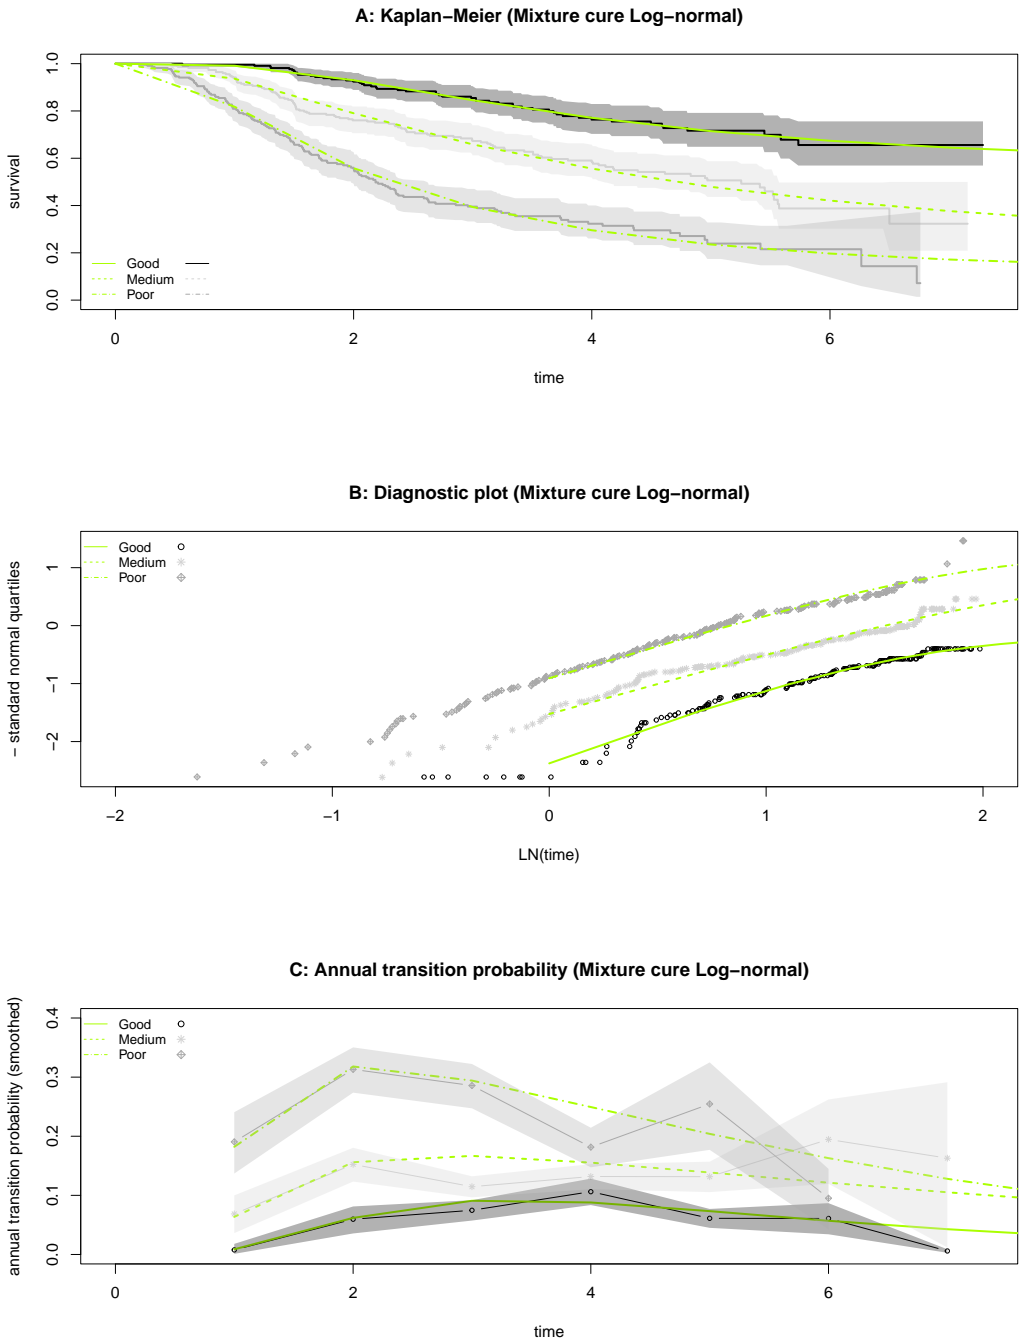 A: Kaplan−Meier (Mixture cure Log−normal)
survival
1.0
0.8
0.6
0.4
0.2
0.0
Good
Medium
Poor
0 2 4 6
time
B: Diagnostic plot (Mixture cure Log−normal)
− standard normal quartiles
1
0
−1
−2
Good
Medium
Poor
−2 −1 0 1 2
LN(time)
C: Annual transition probability (Mixture cure Log−normal)
annual transition probability (smoothed)
0.4
0.3
0.2
0.1
0.0
Good
Medium
Poor
0 2 4 6
time